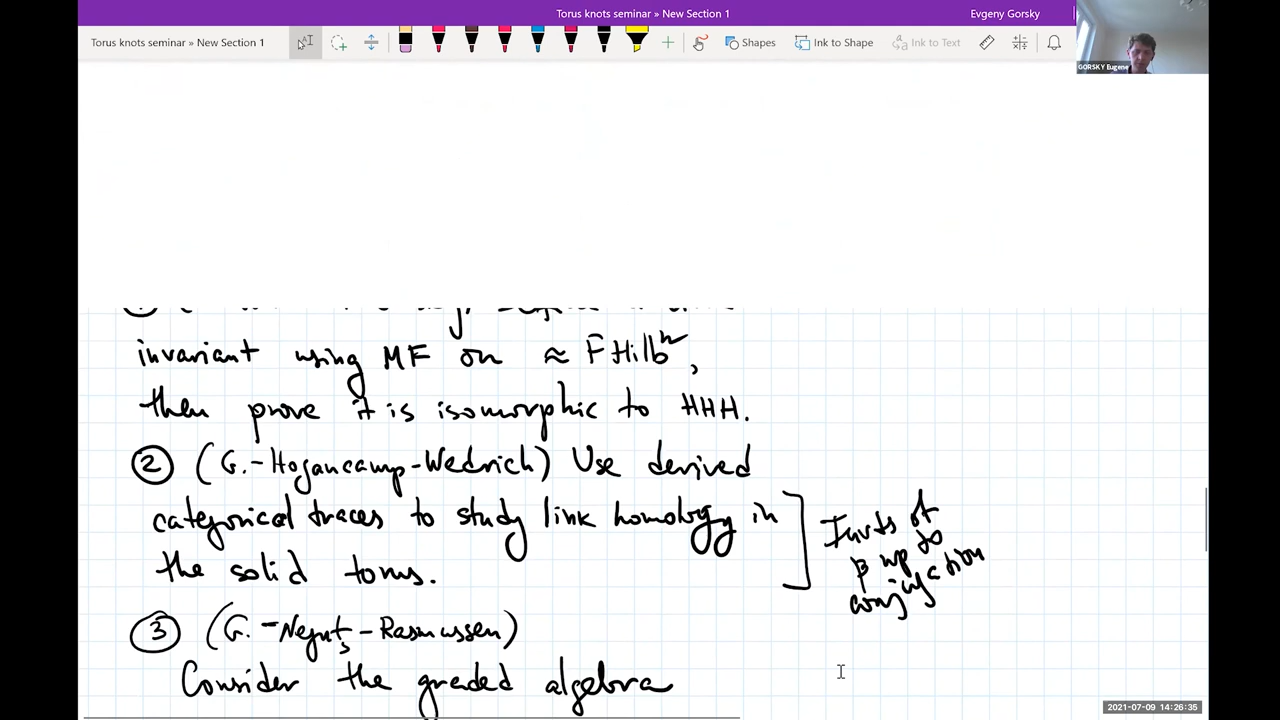 Torus knots seminar » New Section 1
Evgeny Gorsky
Torus knots seminar » New Section 1
Shapes
Ink to Shape
Ink to Text
GORSKY Eugene
invariant using MF on ≈ FHilbⁿ,
then prove it is isomorphic to HHH.
② (G.-Hogancamp-Wedrich) Use derived
categorical traces to study link homology in
the solid torus.
Invts of
β up to
conjugation
③ (G.-Neguț-Rasmussen)
Consider the graded algebra
2021-07-09 14:26:35